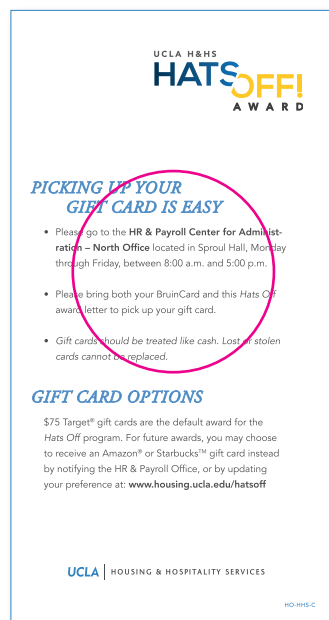 UCLA H&HS
HATS OFF!
AWARD
PICKING UP YOUR
GIFT CARD IS EASY
• Please go to the HR & Payroll Center for Administ-
ration – North Office located in Sproul Hall, Monday
through Friday, between 8:00 a.m. and 5:00 p.m.
• Please bring both your BruinCard and this Hats Off
award letter to pick up your gift card.
• Gift cards should be treated like cash. Lost or stolen
cards cannot be replaced.
GIFT CARD OPTIONS
$75 Target® gift cards are the default award for the
Hats Off program. For future awards, you may choose
to receive an Amazon® or Starbucks™ gift card instead
by notifying the HR & Payroll Office, or by updating
your preference at: www.housing.ucla.edu/hatsoff
UCLA | HOUSING & HOSPITALITY SERVICES
HO-HHS-C